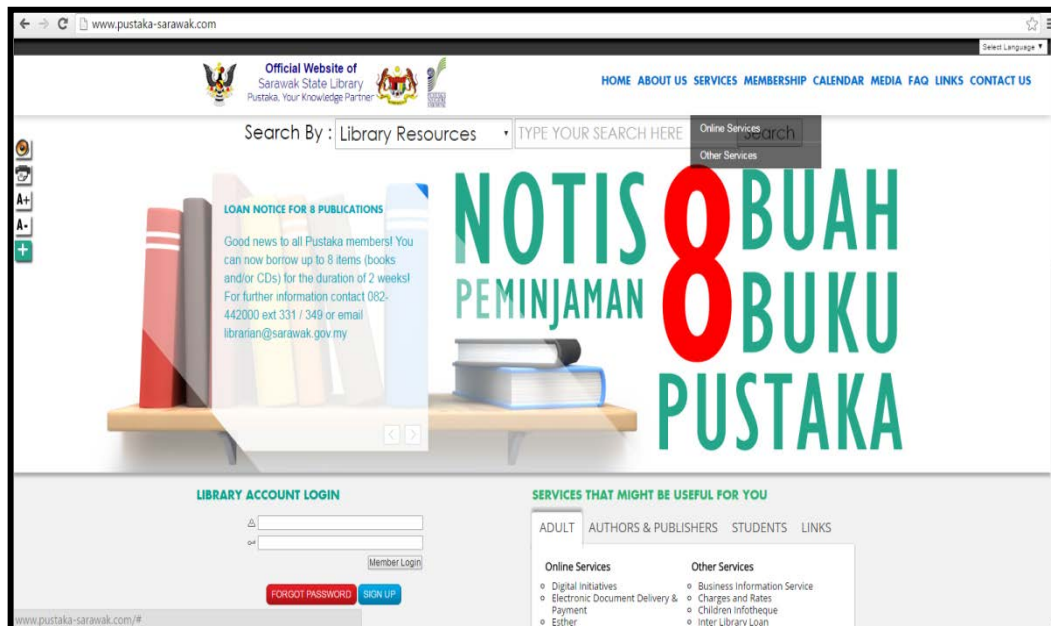 www.pustaka-sarawak.com
Select Language ▼
Official Website of
Sarawak State Library
Pustaka, Your Knowledge Partner
HOME ABOUT US SERVICES MEMBERSHIP CALENDAR MEDIA FAQ LINKS CONTACT US
Search By : Library Resources TYPE YOUR SEARCH HERE Search
Online Services
Other Services
A+
A-
LOAN NOTICE FOR 8 PUBLICATIONS
Good news to all Pustaka members! You
can now borrow up to 8 items (books
and/or CDs) for the duration of 2 weeks!
For further information contact 082-
442000 ext 331 / 349 or email
librarian@sarawak.gov.my
NOTIS
PEMINJAMAN
8
BUAH
BUKU
PUSTAKA
LIBRARY ACCOUNT LOGIN
Member Login
FORGOT PASSWORD SIGN UP
SERVICES THAT MIGHT BE USEFUL FOR YOU
ADULT AUTHORS & PUBLISHERS STUDENTS LINKS
Online Services
Digital Initiatives
Electronic Document Delivery &
Payment
Esther
Other Services
Business Information Service
Charges and Rates
Children Infotheque
Inter Library Loan
www.pustaka-sarawak.com/#